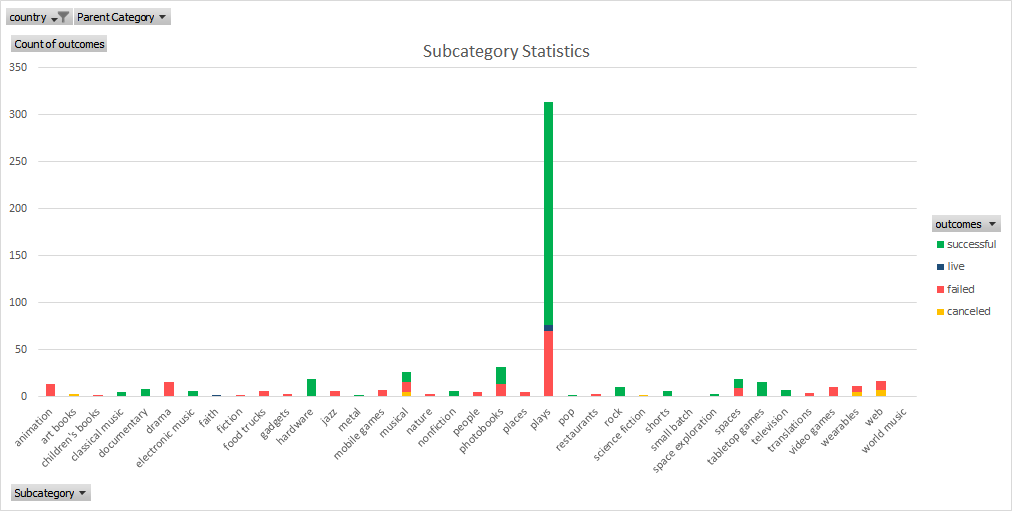 country Parent Category
Count of outcomes
Subcategory Statistics
350
300
250
200
150
100
50
0
animation
art books
children's books
classical music
documentary
drama
electronic music
faith
fiction
food trucks
gadgets
hardware
jazz
metal
mobile games
musical
nature
nonfiction
people
photobooks
places
plays
pop
restaurants
rock
science fiction
shorts
small batch
space exploration
spaces
tabletop games
television
translations
video games
wearables
web
world music
outcomes
successful
live
failed
canceled
Subcategory